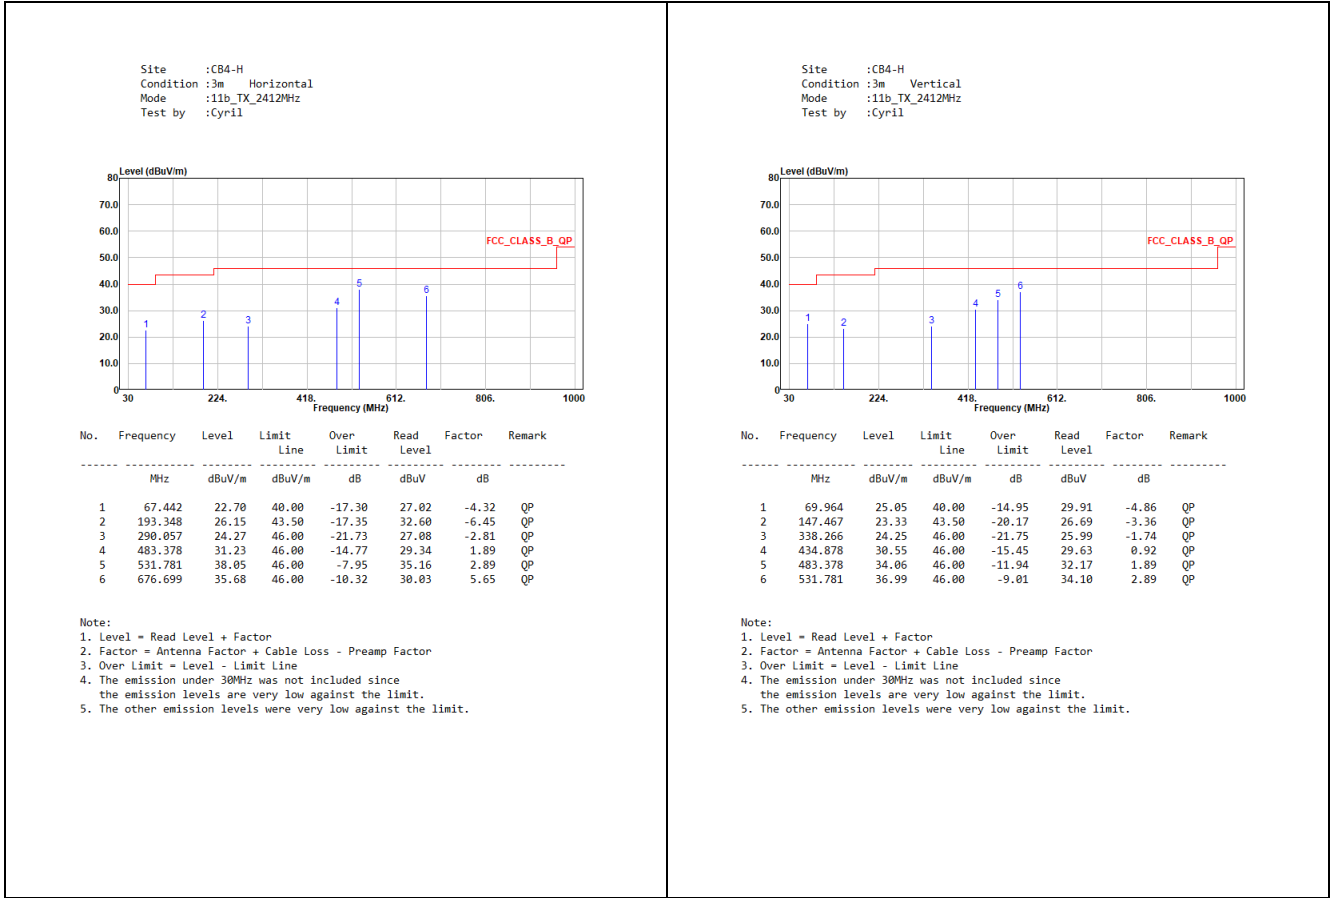 Site      :CB4-H
Condition :3m    Horizontal
Mode      :11b_TX_2412MHz
Test by   :Cyril
Level (dBuV/m)
80
70.0
60.0
FCC_CLASS_B_QP
50.0
40.0
30.0
20.0
10.0
0
1
2
3
4
5
6
30 224. 418. 612. 806. 1000
Frequency (MHz)
No. Frequency Level Limit Over Read Factor Remark
Line Limit Level
------ ----------- -------- --------- --------- -------- -------- ---------
MHz dBuV/m dBuV/m dB dBuV dB
1 67.442 22.70 40.00 -17.30 27.02 -4.32 QP
2 193.348 26.15 43.50 -17.35 32.60 -6.45 QP
3 290.057 24.27 46.00 -21.73 27.08 -2.81 QP
4 483.378 31.23 46.00 -14.77 29.34 1.89 QP
5 531.781 38.05 46.00 -7.95 35.16 2.89 QP
6 676.699 35.68 46.00 -10.32 30.03 5.65 QP
Note:
1. Level = Read Level + Factor
2. Factor = Antenna Factor + Cable Loss - Preamp Factor
3. Over Limit = Level - Limit Line
4. The emission under 30MHz was not included since
the emission levels are very low against the limit.
5. The other emission levels were very low against the limit.
Site      :CB4-H
Condition :3m    Vertical
Mode      :11b_TX_2412MHz
Test by   :Cyril
Level (dBuV/m)
80
70.0
60.0
FCC_CLASS_B_QP
50.0
40.0
30.0
20.0
10.0
0
1
2
3
4
5
6
30 224. 418. 612. 806. 1000
Frequency (MHz)
No. Frequency Level Limit Over Read Factor Remark
Line Limit Level
------ ----------- -------- --------- --------- -------- -------- ---------
MHz dBuV/m dBuV/m dB dBuV dB
1 69.964 25.05 40.00 -14.95 29.91 -4.86 QP
2 147.467 23.33 43.50 -20.17 26.69 -3.36 QP
3 338.266 24.25 46.00 -21.75 25.99 -1.74 QP
4 434.878 30.55 46.00 -15.45 29.63 0.92 QP
5 483.378 34.06 46.00 -11.94 32.17 1.89 QP
6 531.781 36.99 46.00 -9.01 34.10 2.89 QP
Note:
1. Level = Read Level + Factor
2. Factor = Antenna Factor + Cable Loss - Preamp Factor
3. Over Limit = Level - Limit Line
4. The emission under 30MHz was not included since
the emission levels are very low against the limit.
5. The other emission levels were very low against the limit.